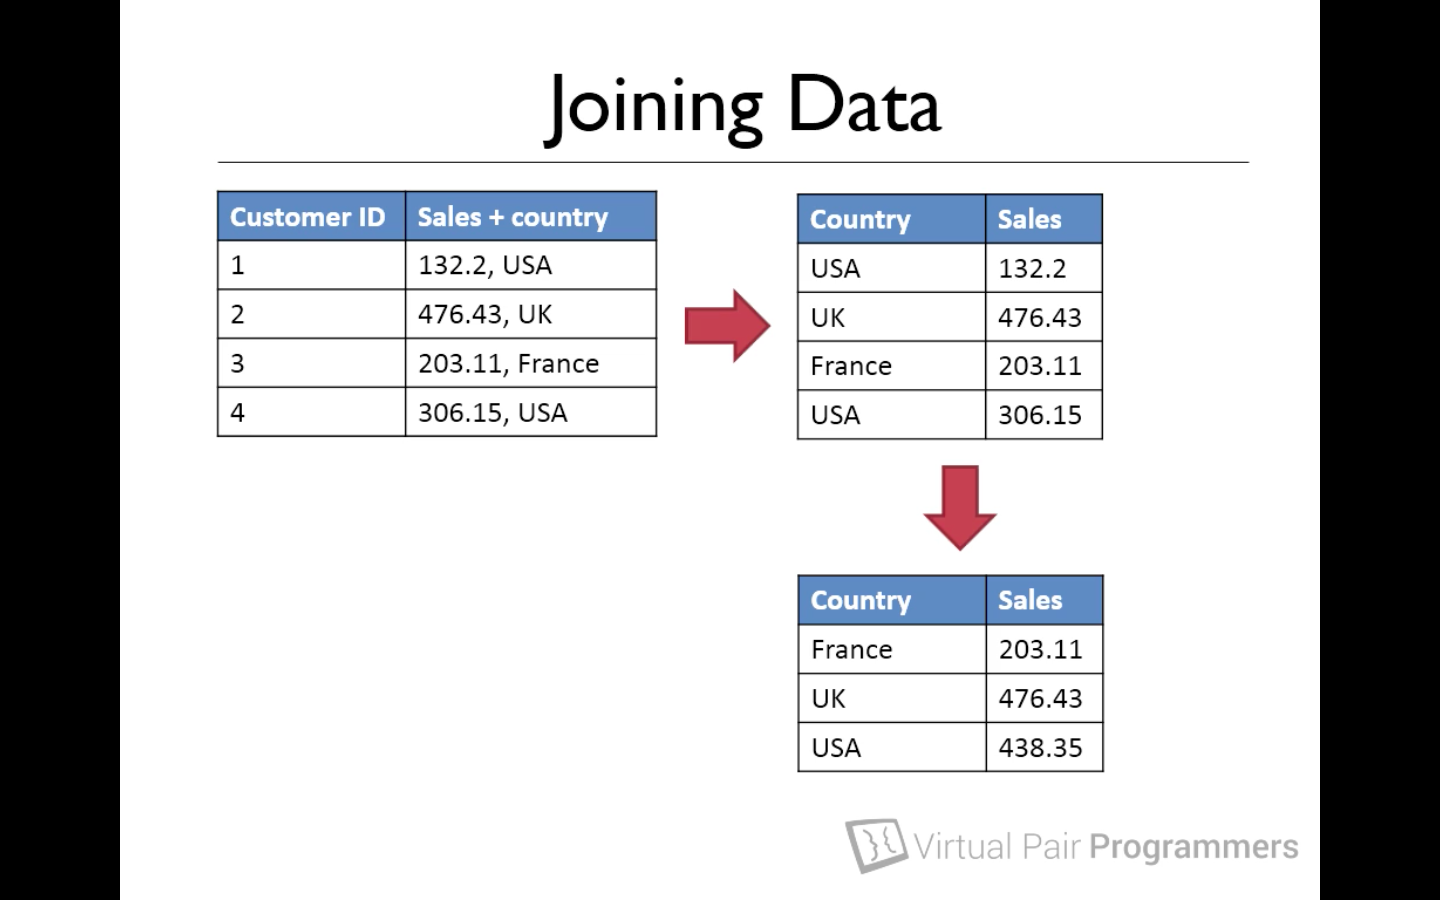 Joining Data
Customer ID Sales + country
1 132.2, USA
2 476.43, UK
3 203.11, France
4 306.15, USA
Country Sales
USA 132.2
UK 476.43
France 203.11
USA 306.15
Country Sales
France 203.11
UK 476.43
USA 438.35
Virtual Pair Programmers